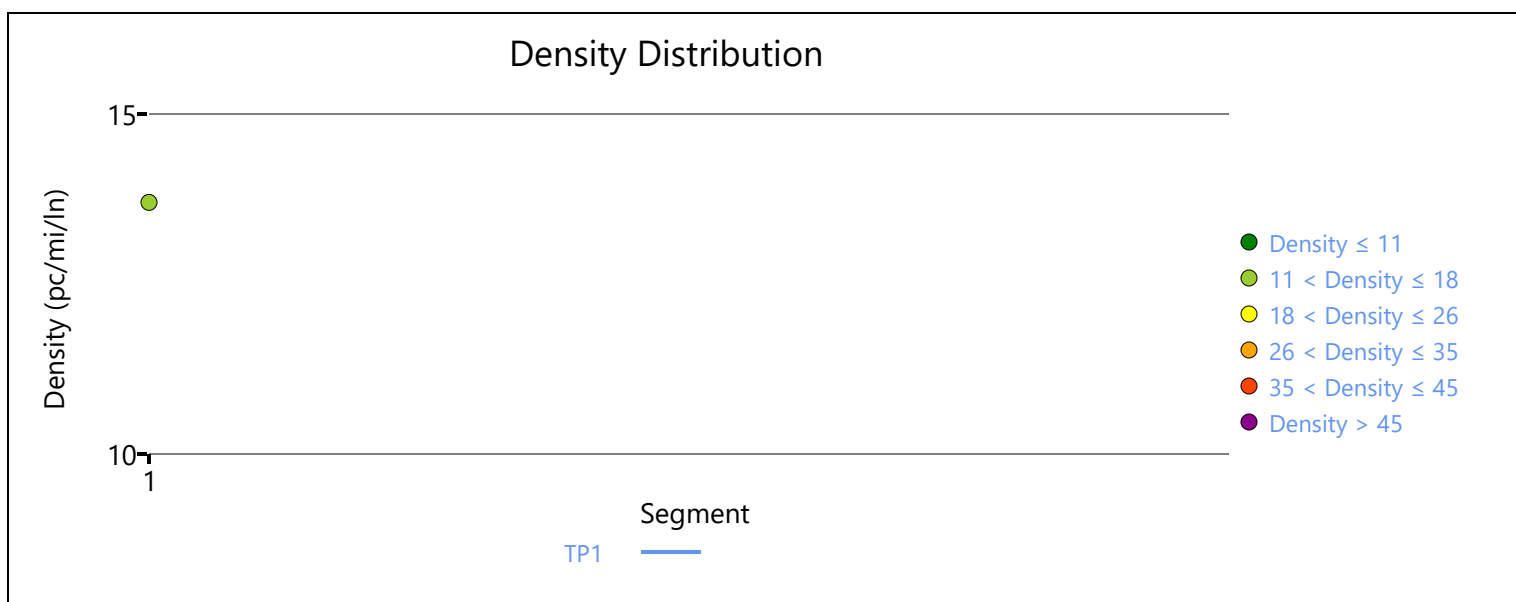 Density Distribution
15
Density (pc/mi/ln)
10
1
Segment
TP1
Density ≤ 11
11 < Density ≤ 18
18 < Density ≤ 26
26 < Density ≤ 35
35 < Density ≤ 45
Density > 45